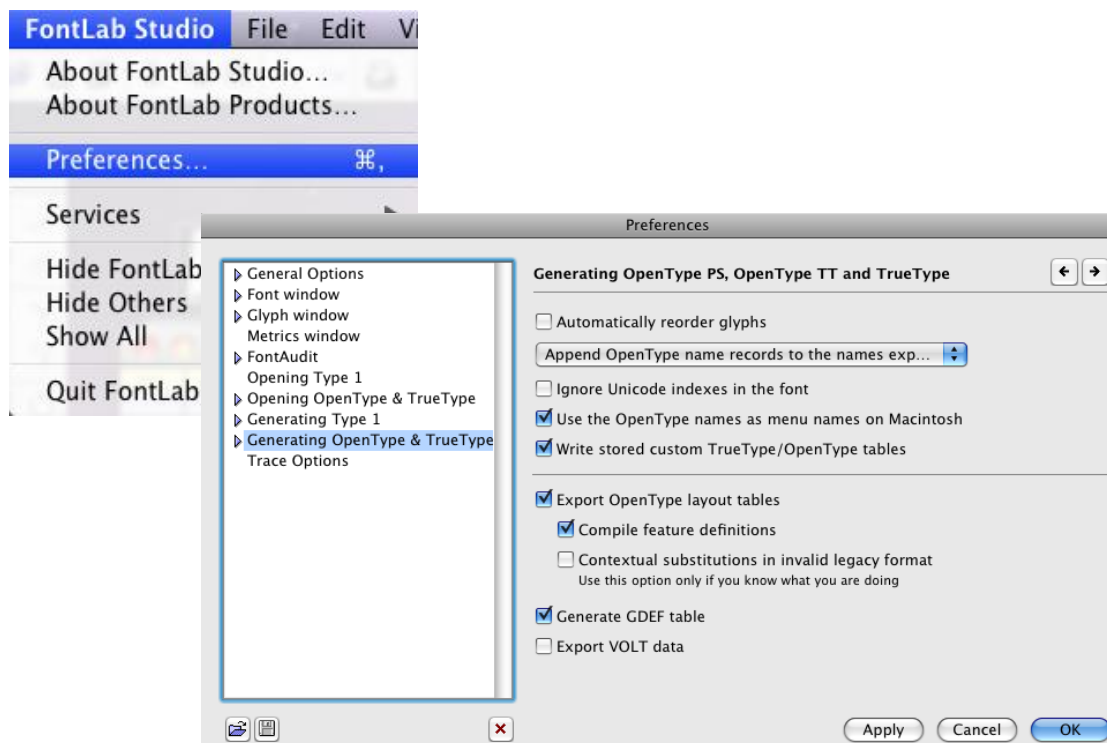 FontLab Studio File Edit
About FontLab Studio...
About FontLab Products...
Preferences... ⌘,
Services
Hide FontLab
Hide Others
Show All
Quit FontLab
Preferences
General Options
Font window
Glyph window
Metrics window
FontAudit
Opening Type 1
Opening OpenType & TrueType
Generating Type 1
Generating OpenType & TrueType
Trace Options
Generating OpenType PS, OpenType TT and TrueType
Automatically reorder glyphs
Append OpenType name records to the names exp...
Ignore Unicode indexes in the font
Use the OpenType names as menu names on Macintosh
Write stored custom TrueType/OpenType tables
Export OpenType layout tables
Compile feature definitions
Contextual substitutions in invalid legacy format
Use this option only if you know what you are doing
Generate GDEF table
Export VOLT data
Apply Cancel OK